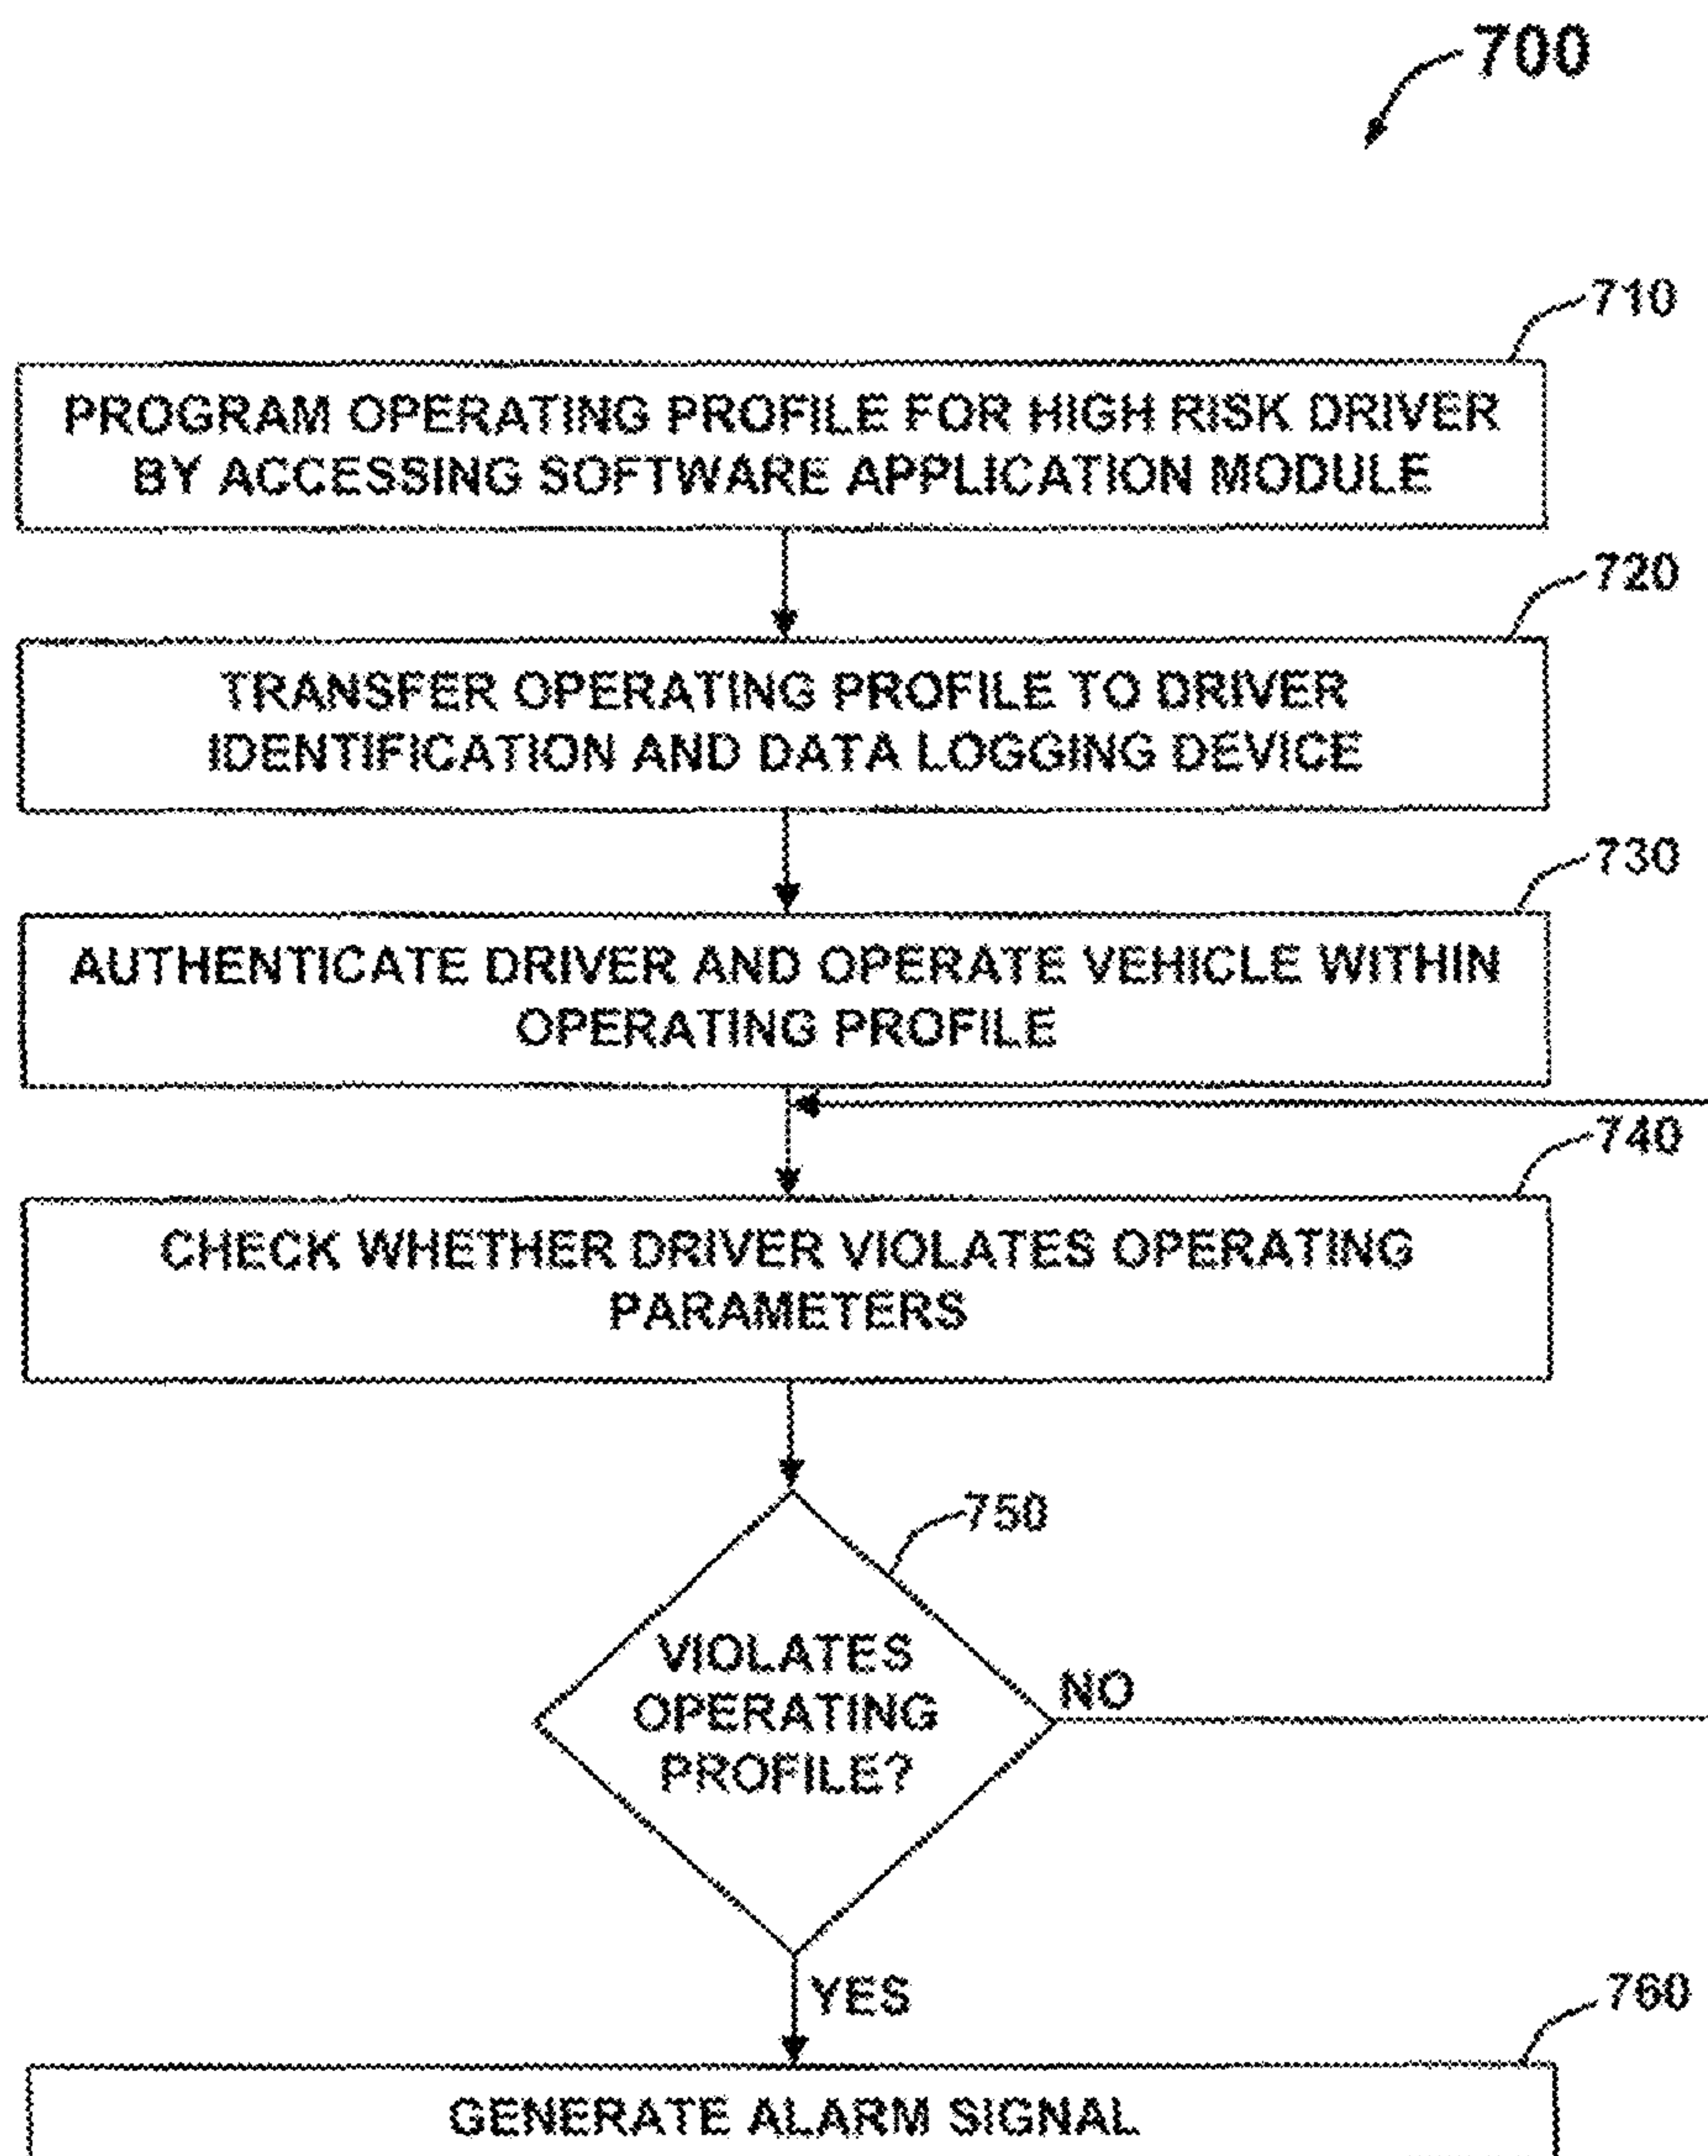 700
710
PROGRAM OPERATING PROFILE FOR HIGH RISK DRIVER
BY ACCESSING SOFTWARE APPLICATION MODULE
720
TRANSFER OPERATING PROFILE TO DRIVER
IDENTIFICATION AND DATA LOGGING DEVICE
730
AUTHENTICATE DRIVER AND OPERATE VEHICLE WITHIN
OPERATING PROFILE
740
CHECK WHETHER DRIVER VIOLATES OPERATING
PARAMETERS
750
VIOLATES
OPERATING
PROFILE?
NO
YES
760
GENERATE ALARM SIGNAL